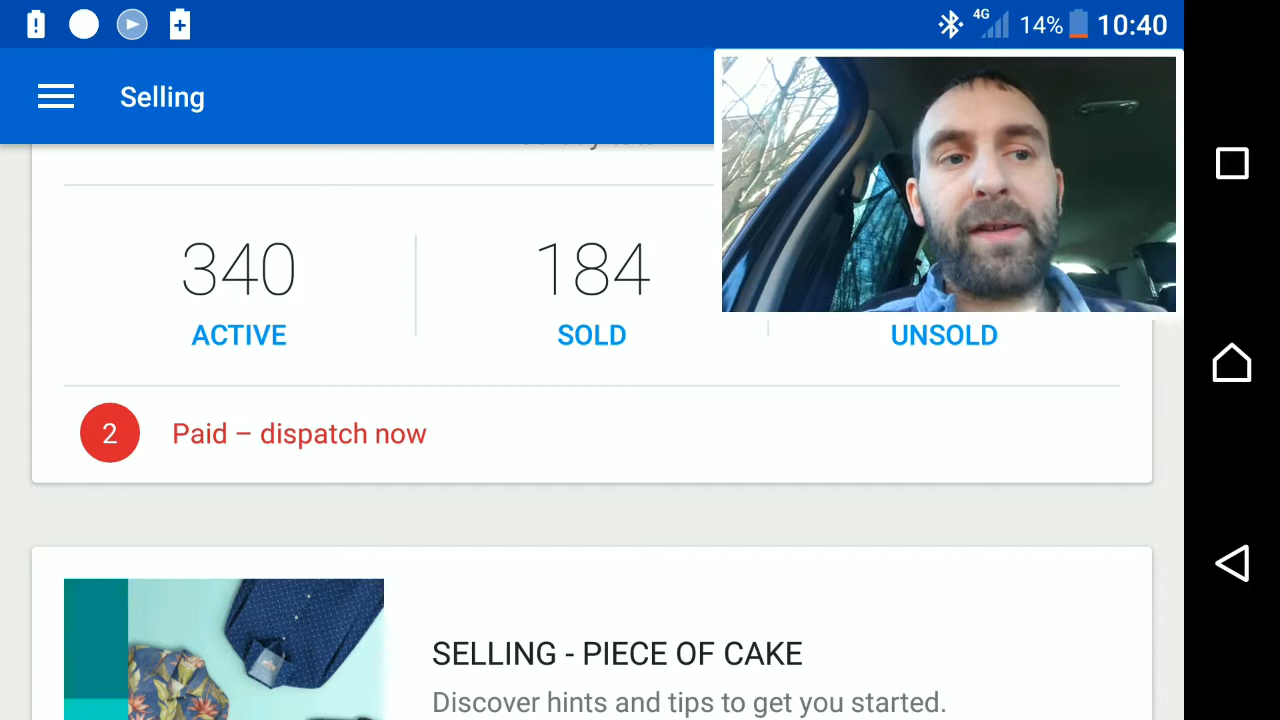 4G 14% 10:40
Selling
340
184
ACTIVE
SOLD
UNSOLD
2 Paid – dispatch now
SELLING - PIECE OF CAKE
Discover hints and tips to get you started.